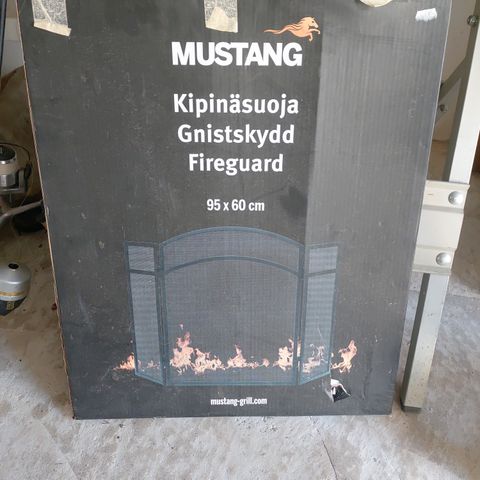 MUSTANG
Kipinäsuoja
Gnistskydd
Fireguard
95 x 60 cm
mustang-grill.com